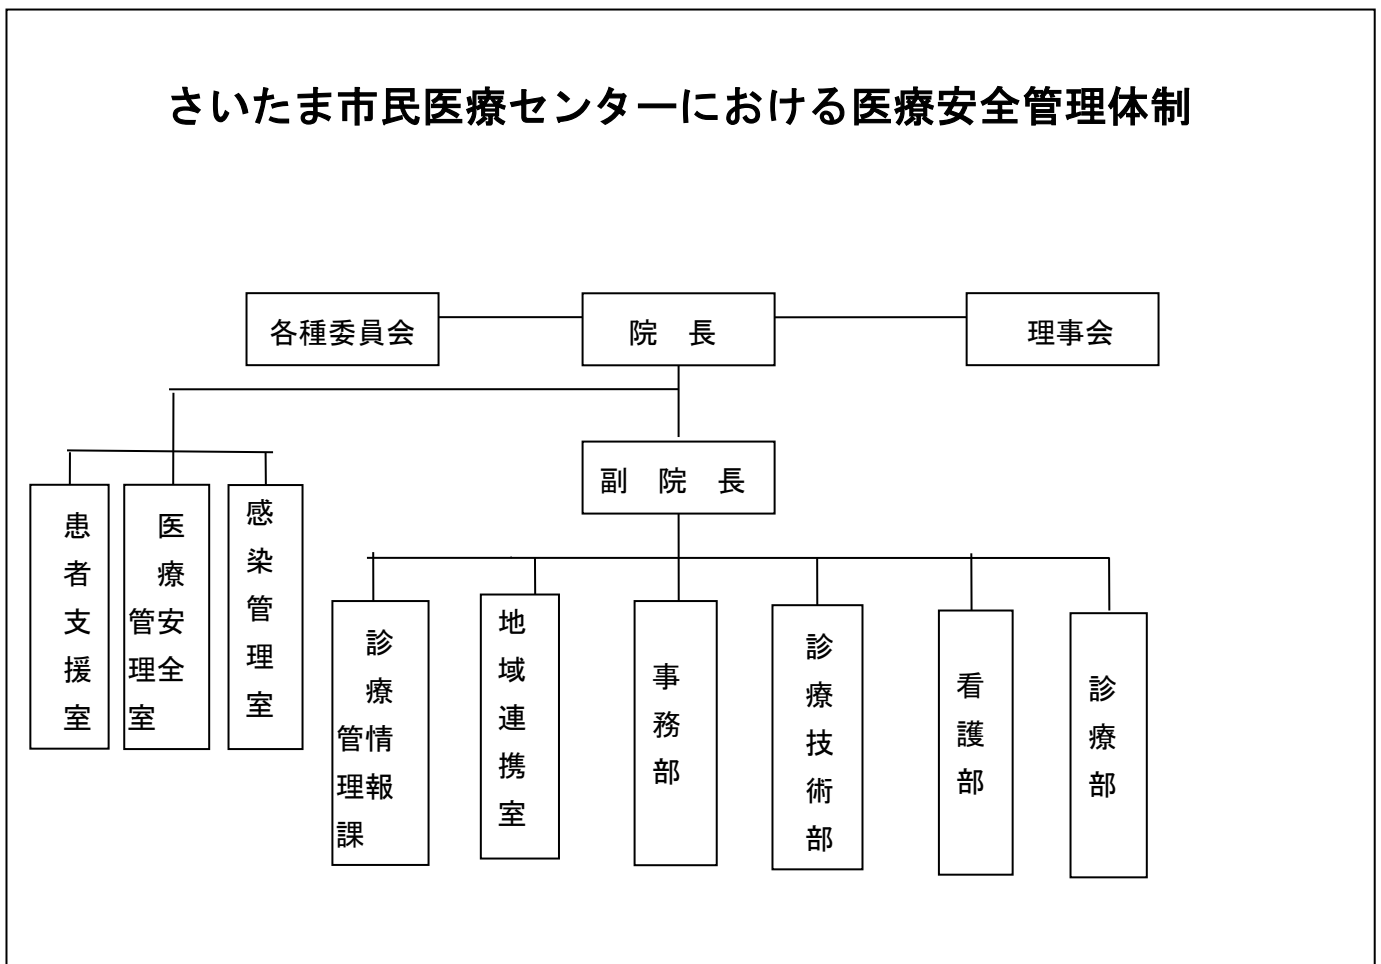 さいたま市民医療センターにおける医療安全管理体制
各種委員会
院　長
理事会
副　院　長
患者支援室
医療安全
管理室
感染管理室
診療情報
管理課
地域連携室
事務部
診療技術部
看護部
診療部